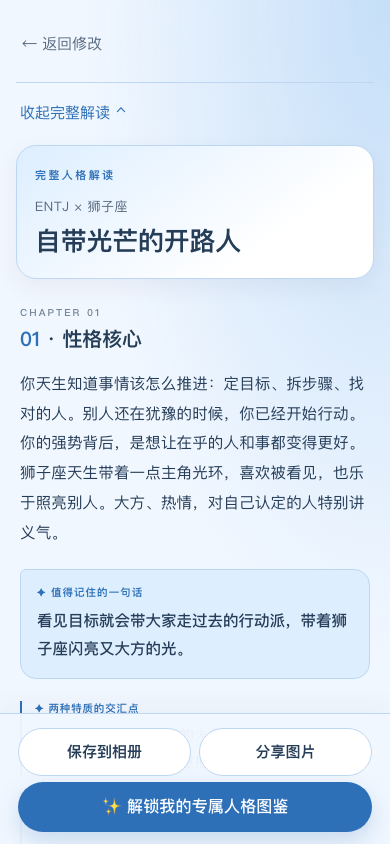 ← 返回修改
收起完整解读 ^
完整人格解读
ENTJ × 狮子座
自带光芒的开路人
CHAPTER 01
01 · 性格核心
你天生知道事情该怎么推进：定目标、拆步骤、找
对的人。别人还在犹豫的时候，你已经开始行动。
你的强势背后，是想让在乎的人和事都变得更好。
狮子座天生带着一点主角光环，喜欢被看见，也乐
于照亮别人。大方、热情，对自己认定的人特别讲
义气。
✦ 值得记住的一句话
看见目标就会带大家走过去的行动派，带着狮
子座闪亮又大方的光。
✦ 两种特质的交汇点
保存到相册
分享图片
✨ 解锁我的专属人格图鉴